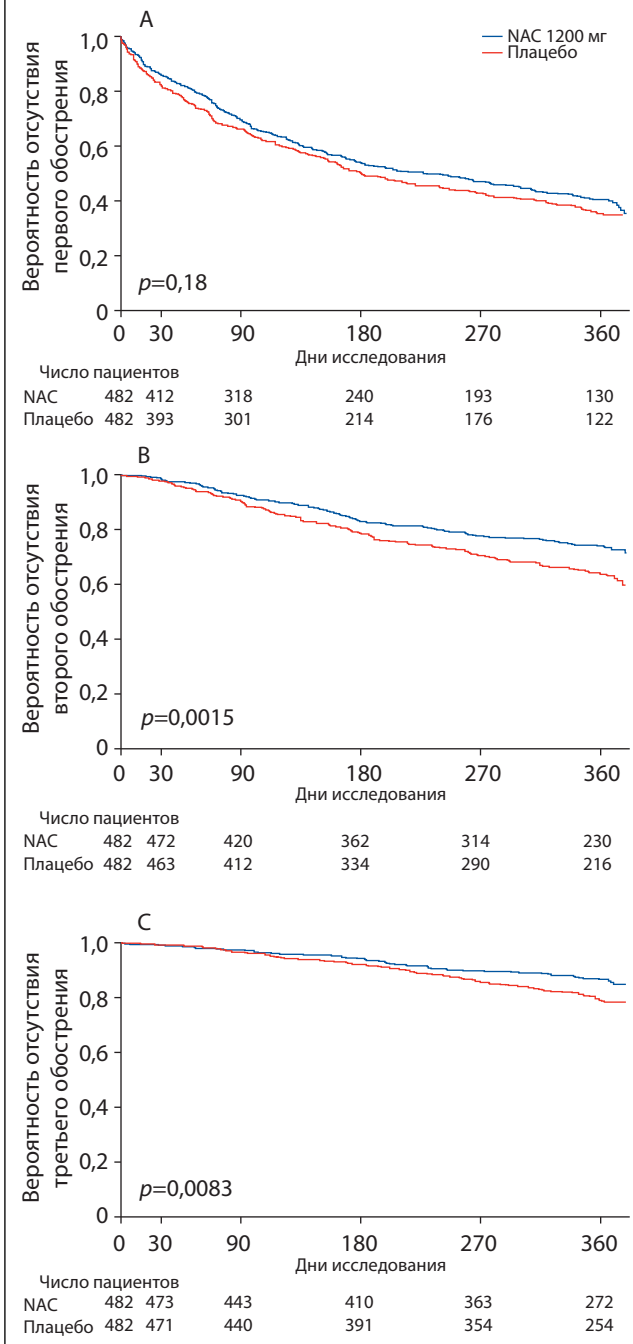 A
NAC 1200 мг
Плацебо
Вероятность отсутствия
первого обострения
1,0
0,8
0,6
0,4
0,2
0
p=0,18
0 30 90 180 270 360
Дни исследования
Число пациентов
NAC 482 412 318 240 193 130
Плацебо 482 393 301 214 176 122
B
Вероятность отсутствия
второго обострения
1,0
0,8
0,6
0,4
0,2
0
p=0,0015
0 30 90 180 270 360
Дни исследования
Число пациентов
NAC 482 472 420 362 314 230
Плацебо 482 463 412 334 290 216
C
Вероятность отсутствия
третьего обострения
1,0
0,8
0,6
0,4
0,2
0
p=0,0083
0 30 90 180 270 360
Дни исследования
Число пациентов
NAC 482 473 443 410 363 272
Плацебо 482 471 440 391 354 254